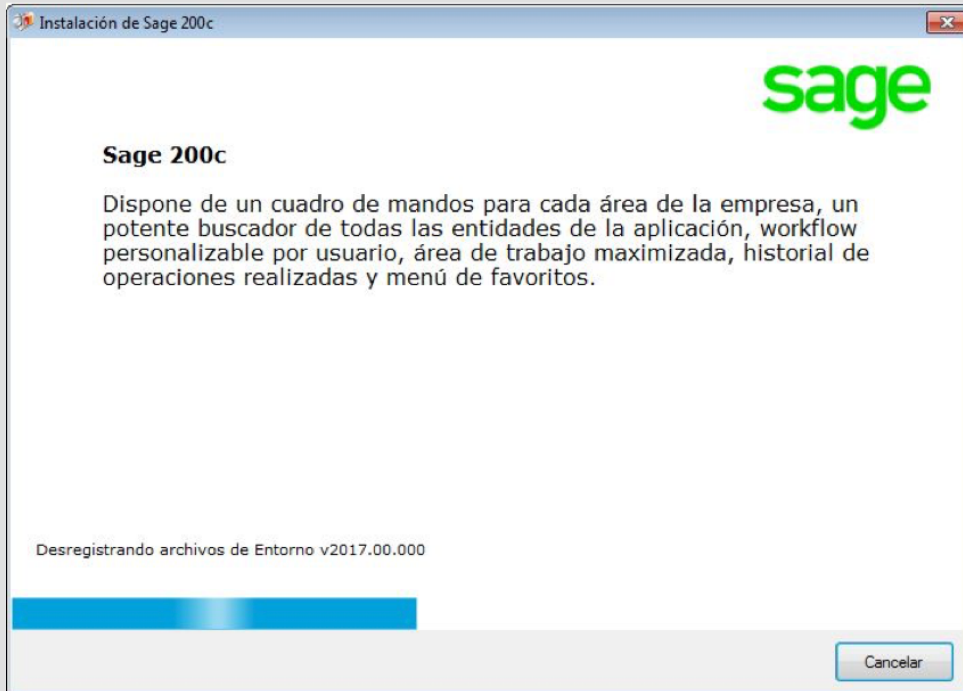 Instalación de Sage 200c
sage
Sage 200c
Dispone de un cuadro de mandos para cada área de la empresa, un
potente buscador de todas las entidades de la aplicación, workflow
personalizable por usuario, área de trabajo maximizada, historial de
operaciones realizadas y menú de favoritos.
Desregistrando archivos de Entorno v2017.00.000
Cancelar